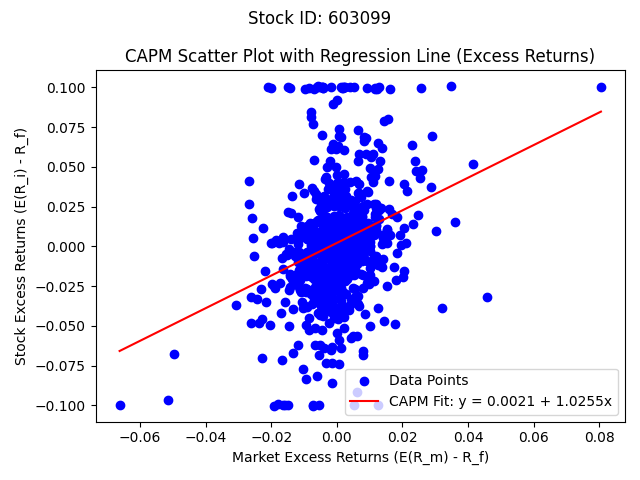 Stock ID: 603099
CAPM Scatter Plot with Regression Line (Excess Returns)
Stock Excess Returns (E(R_i) - R_f)
0.100
0.075
0.050
0.025
0.000
−0.025
−0.050
−0.075
−0.100
Data Points
CAPM Fit: y = 0.0021 + 1.0255x
−0.06 −0.04 −0.02 0.00 0.02 0.04 0.06 0.08
Market Excess Returns (E(R_m) - R_f)